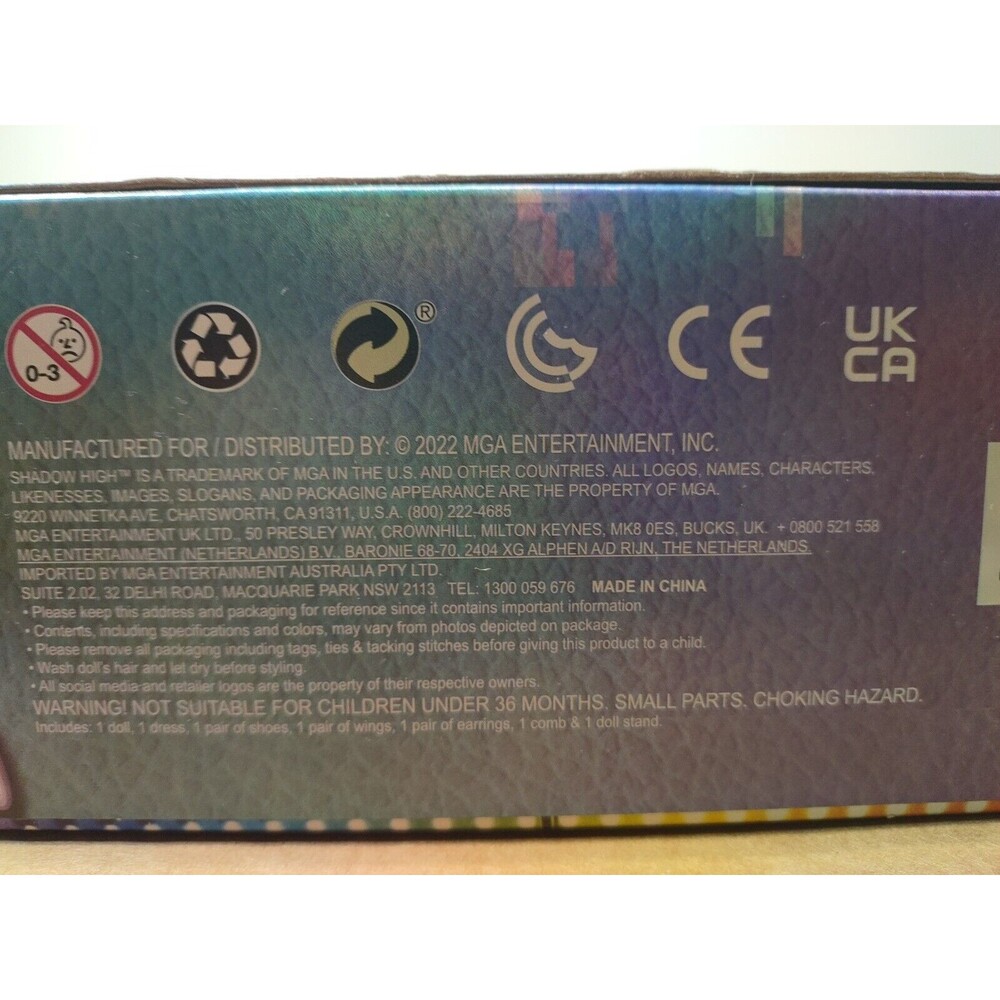 0-3
®
CE
UK
CA
MANUFACTURED FOR / DISTRIBUTED BY: © 2022 MGA ENTERTAINMENT, INC.
SHADOW HIGH™ IS A TRADEMARK OF MGA IN THE U.S. AND OTHER COUNTRIES. ALL LOGOS, NAMES, CHARACTERS,
LIKENESSES, IMAGES, SLOGANS, AND PACKAGING APPEARANCE ARE THE PROPERTY OF MGA.
9220 WINNETKA AVE, CHATSWORTH, CA 91311, U.S.A. (800) 222-4685
MGA ENTERTAINMENT UK LTD., 50 PRESLEY WAY, CROWNHILL, MILTON KEYNES, MK8 0ES, BUCKS, UK. + 0800 521 558
MGA ENTERTAINMENT (NETHERLANDS) B.V., BARONIE 68-70, 2404 XG ALPHEN A/D RIJN, THE NETHERLANDS
IMPORTED BY MGA ENTERTAINMENT AUSTRALIA PTY LTD.
SUITE 2.02, 32 DELHI ROAD, MACQUARIE PARK NSW 2113 TEL: 1300 059 676 MADE IN CHINA
• Please keep this address and packaging for reference since it contains important information.
• Contents, including specifications and colors, may vary from photos depicted on package.
• Please remove all packaging including tags, ties & tacking stitches before giving this product to a child.
• Wash doll's hair and let dry before styling.
• All social media and retailer logos are the property of their respective owners.
WARNING! NOT SUITABLE FOR CHILDREN UNDER 36 MONTHS. SMALL PARTS. CHOKING HAZARD.
Includes: 1 doll, 1 dress, 1 pair of shoes, 1 pair of wings, 1 pair of earrings, 1 comb & 1 doll stand.